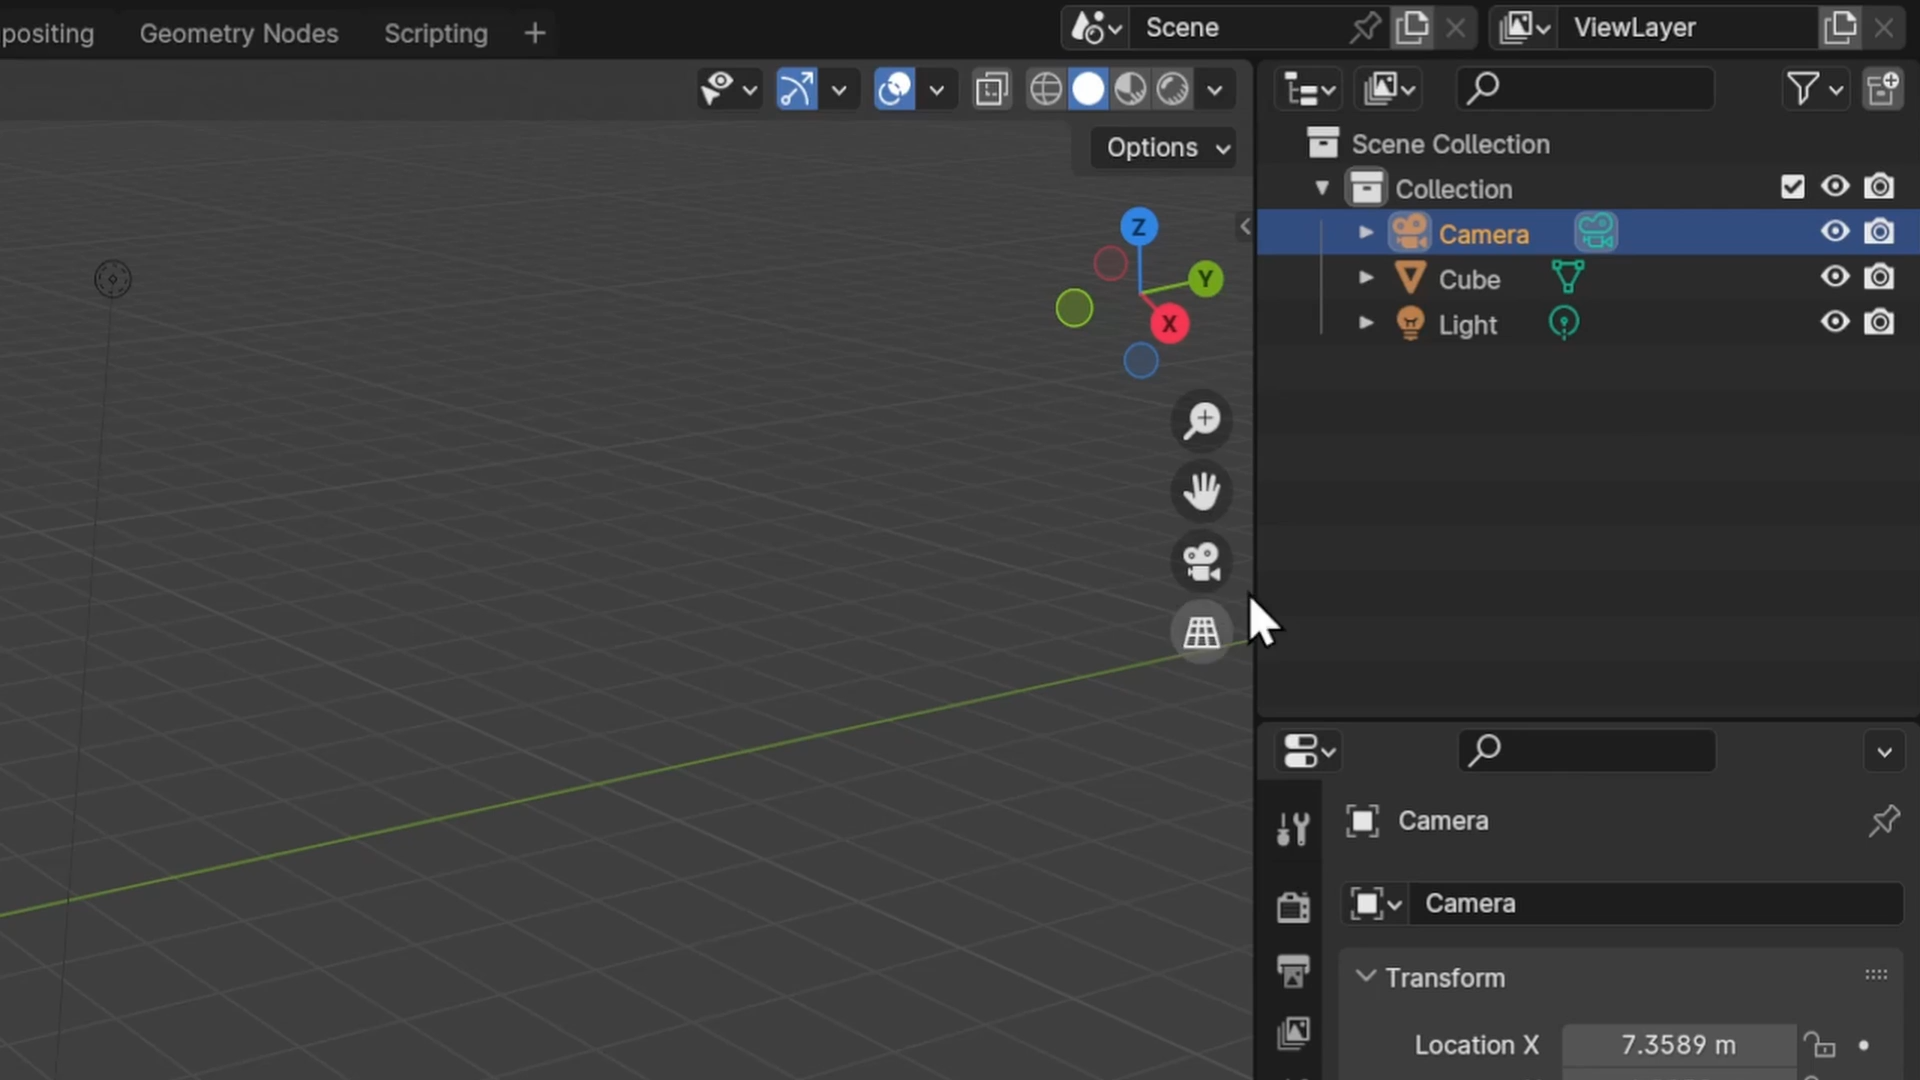 positing Geometry Nodes Scripting +
Scene
ViewLayer
Options
Scene Collection
Collection
Camera
Cube
Light
Z
Y
X
Camera
Camera
Transform
Location X 7.3589 m